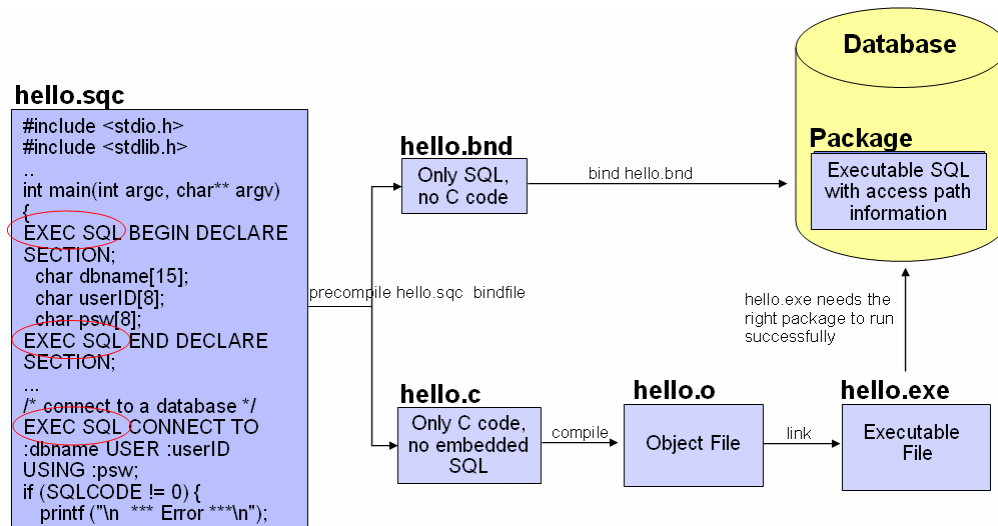 hello.sqc
#include <stdio.h>
#include <stdlib.h>
..
int main(int argc, char** argv)
{
EXEC SQL BEGIN DECLARE
SECTION;
char dbname[15];
char userID[8];
char psw[8];
EXEC SQL END DECLARE
SECTION;
...
/* connect to a database */
EXEC SQL CONNECT TO
:dbname USER :userID
USING :psw;
if (SQLCODE != 0) {
printf ("\n *** Error ***\n");
precompile hello.sqc bindfile
hello.bnd
Only SQL,
no C code
bind hello.bnd
Database
Package
Executable SQL
with access path
information
hello.c
Only C code,
no embedded
SQL
compile
hello.o
Object File
link
hello.exe
Executable
File
hello.exe needs the
right package to run
successfully